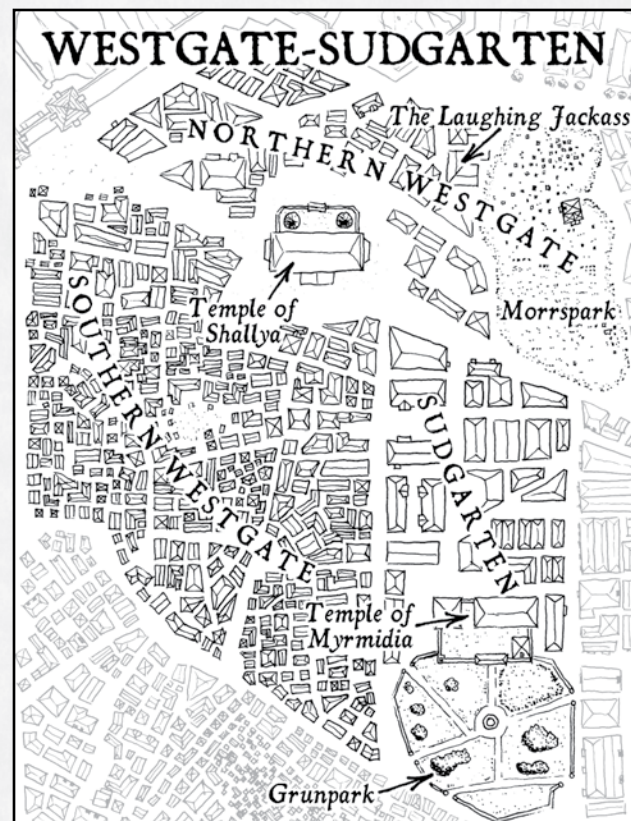 WESTGATE-SUDGARTEN
The Laughing Jackass
NORTHERN WESTGATE
Temple of
Shallya
Morrspark
SOUTHERN WESTGATE
SUDGARTEN
Temple of
Myrmidia
Grunpark